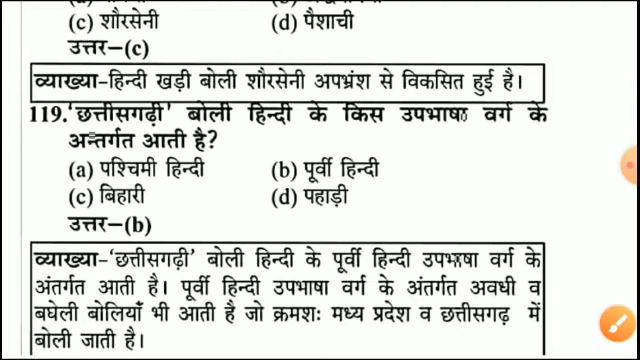 (c) शौरसेनी (d) पैशाची
उत्तर–(c)
व्याख्या–हिन्दी खड़ी बोली शौरसेनी अपभ्रंश से विकसित हुई है।
119.‘छत्तीसगढ़ी’ बोली हिन्दी के किस उपभाषा वर्ग के
अन्तर्गत आती है?
(a) पश्चिमी हिन्दी (b) पूर्वी हिन्दी
(c) बिहारी (d) पहाड़ी
उत्तर–(b)
व्याख्या–‘छत्तीसगढ़ी’ बोली हिन्दी के पूर्वी हिन्दी उपभाषा वर्ग के
अंतर्गत आती है। पूर्वी हिन्दी उपभाषा वर्ग के अंतर्गत अवधी व
बघेली बोलियाँ भी आती है जो क्रमशः मध्य प्रदेश व छत्तीसगढ़ में
बोली जाती है।